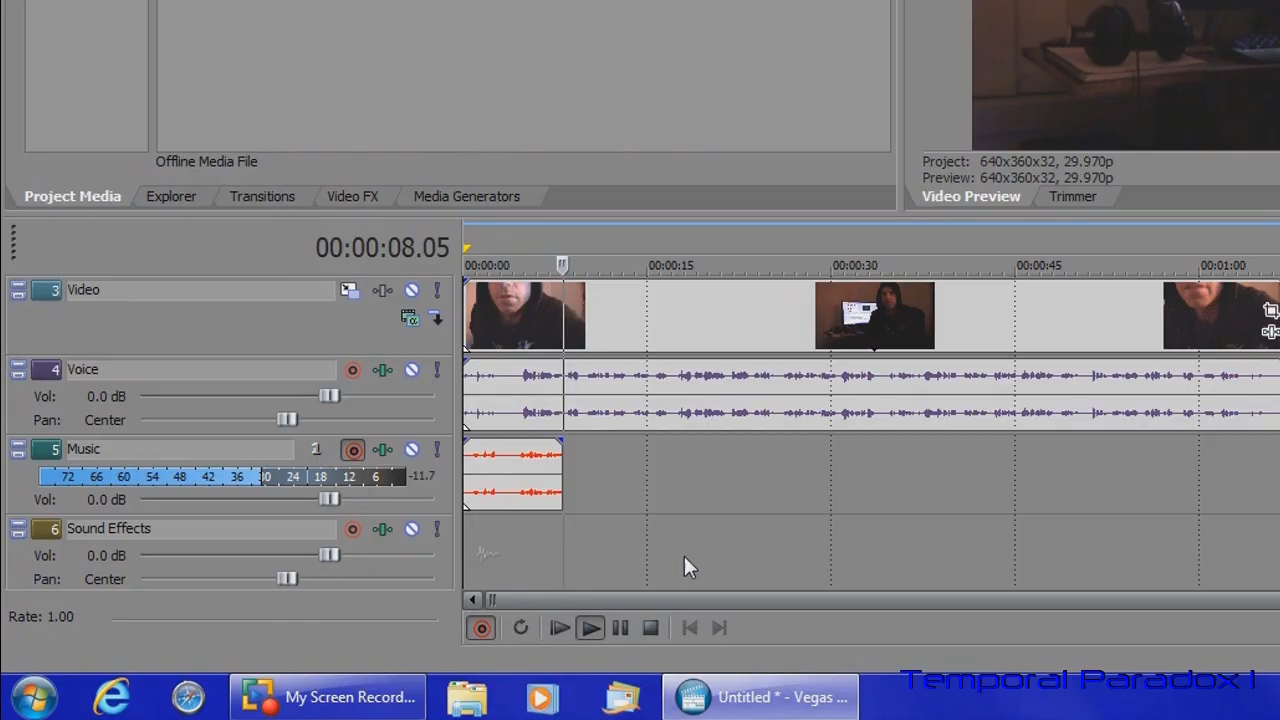 Offline Media File
Project: 640x360x32, 29.970p
Preview: 640x360x32, 29.970p
Project Media Explorer Transitions Video FX Media Generators
Video Preview Trimmer
00:00:08.05
00:00:00 00:00:15 00:00:30 00:00:45 00:01:00
3 Video
4 Voice
Vol: 0.0 dB
Pan: Center
5 Music 1
72 66 60 54 48 42 36 30 24 18 12 6 -11.7
Vol: 0.0 dB
6 Sound Effects
Vol: 0.0 dB
Pan: Center
Rate: 1.00
My Screen Record...
Untitled * - Vegas ...
Temporal Paradox 1